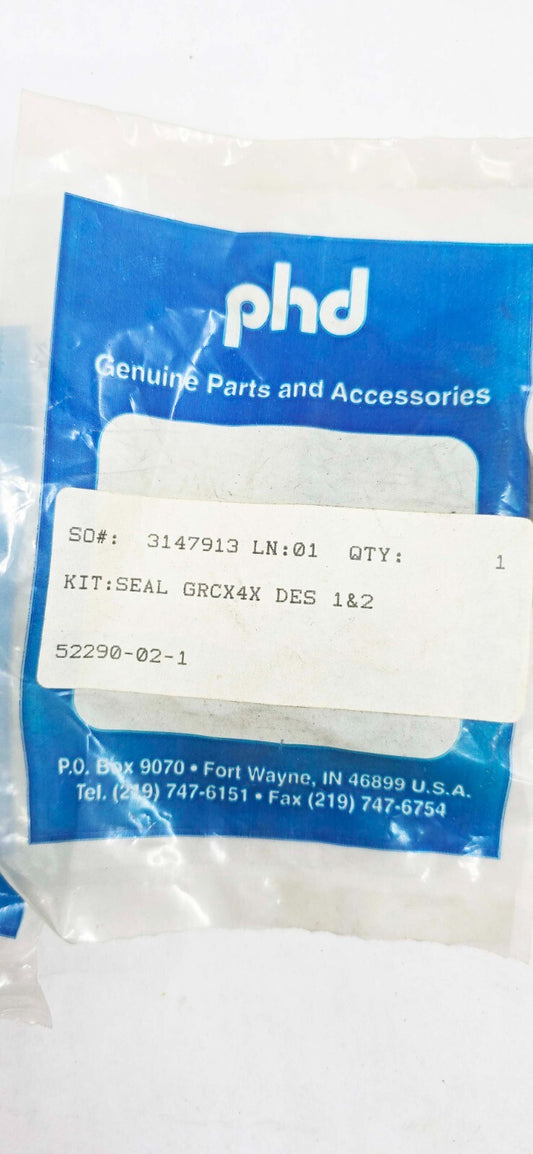 phd
Genuine Parts and Accessories
SO#: 3147913 LN:01 QTY: 1
KIT:SEAL GRCX4X DES 1&2
52290-02-1
P.O. Box 9070 • Fort Wayne, IN 46899 U.S.A.
Tel. (219) 747-6151 • Fax (219) 747-6754